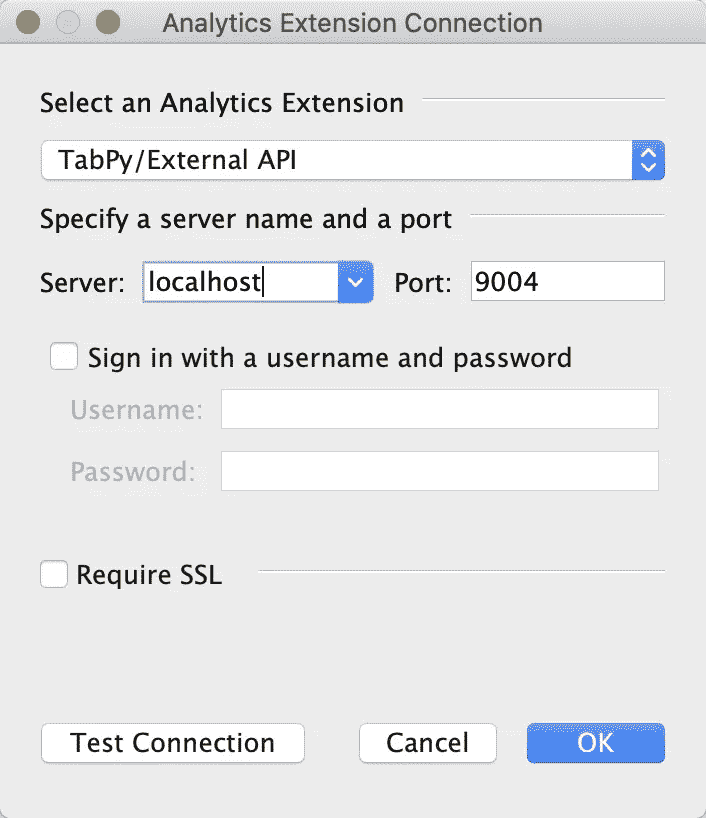 Analytics Extension Connection
Select an Analytics Extension
TabPy/External API
Specify a server name and a port
Server: localhost Port: 9004
Sign in with a username and password
Username:
Password:
Require SSL
Test Connection Cancel OK